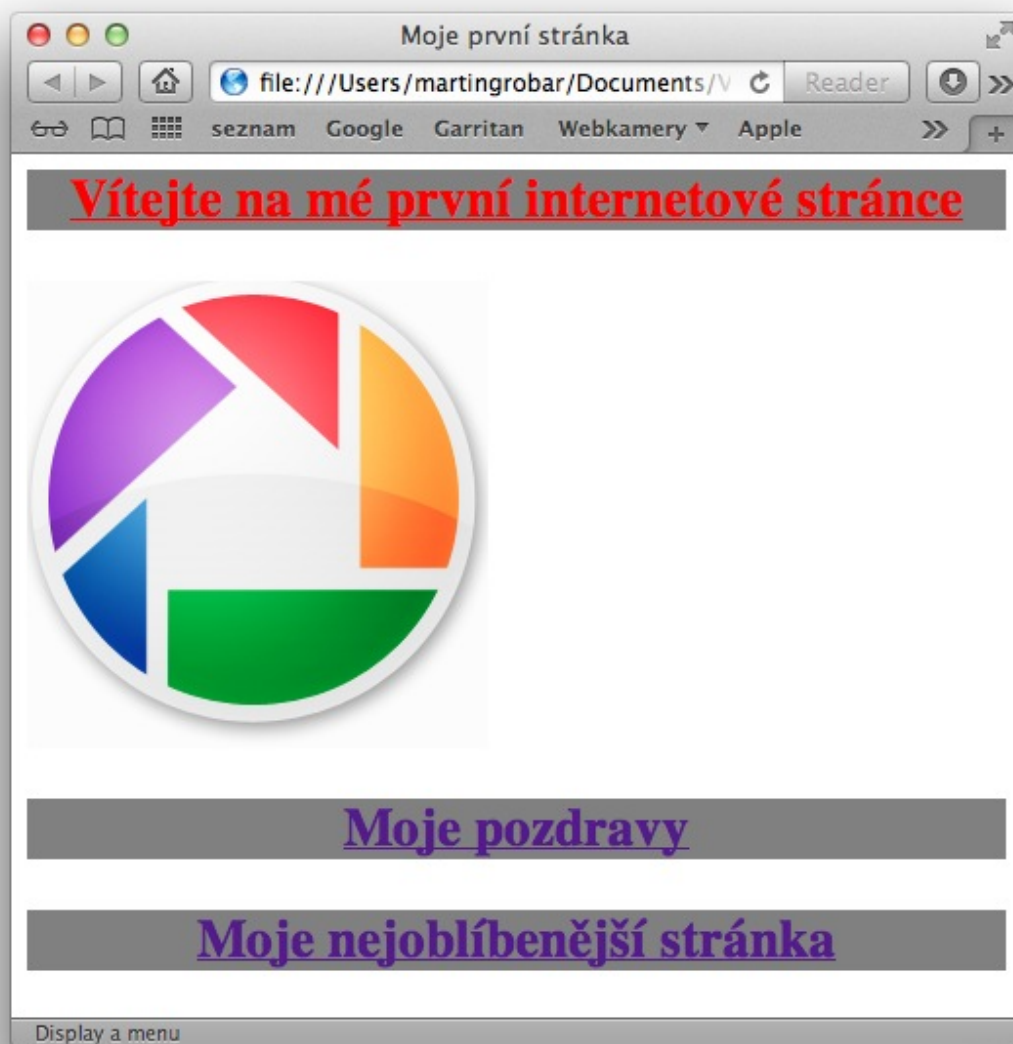 Moje první stránka
file:///Users/martingrobar/Documents/V Reader
seznam Google Garritan Webkamery Apple
Vítejte na mé první internetové stránce
Moje pozdravy
Moje nejoblíbenější stránka
Display a menu